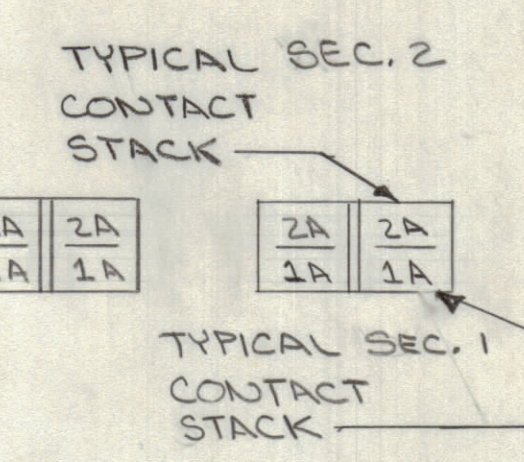 TYPICAL SEC. 2
CONTACT
STACK
A 2A 2A 2A
A 1A 1A 1A
TYPICAL SEC. 1
CONTACT
STACK